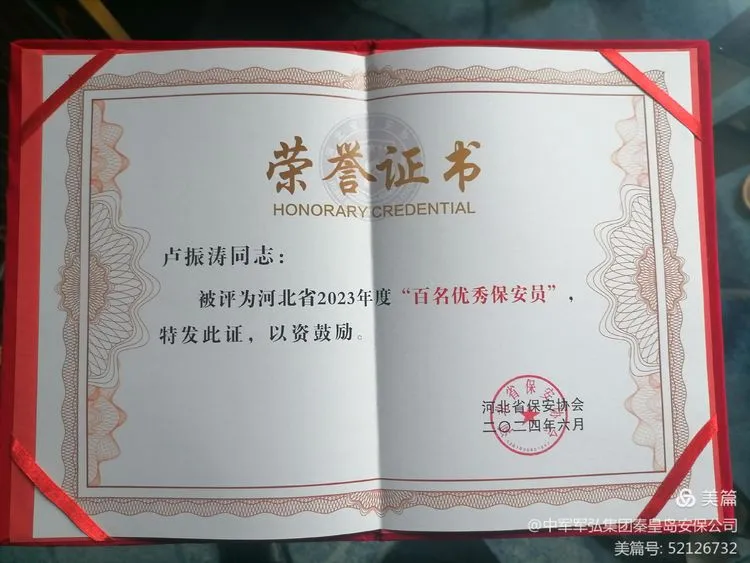 荣誉证书
HONORARY CREDENTIAL
卢振涛同志：
被评为河北省2023年度“百名优秀保安员”，
特发此证，以资鼓励。
河北省保安协会
二〇二四年六月
美篇
@中军军弘集团秦皇岛安保公司
美篇号: 52126732